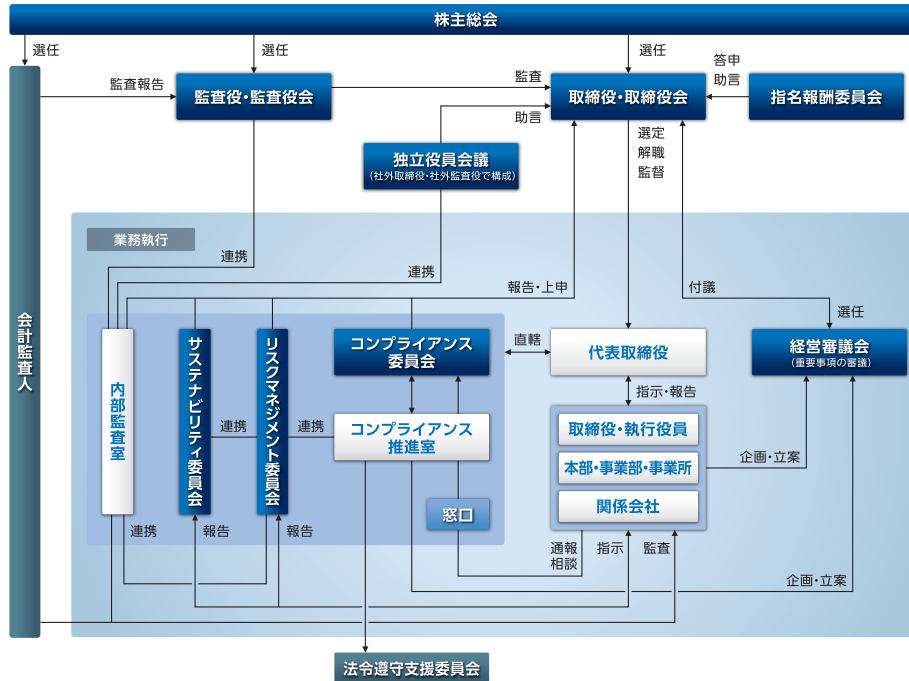 株主総会
選任
選任
選任
監査報告
監査役・監査役会
監査
取締役・取締役会
答申
助言
指名報酬委員会
助言
独立役員会議
(社外取締役・社外監査役で構成)
選定
解職
監督
業務執行
連携
連携
報告・上申
付議
選任
会計監査人
内部監査室
サステナビリティ委員会
リスクマネジメント委員会
コンプライアンス
委員会
直轄
代表取締役
経営審議会
(重要事項の審議)
指示・報告
連携
連携
コンプライアンス
推進室
取締役・執行役員
本部・事業部・事業所
関係会社
企画・立案
窓口
連携
報告
報告
通報
相談
指示
監査
企画・立案
法令遵守支援委員会